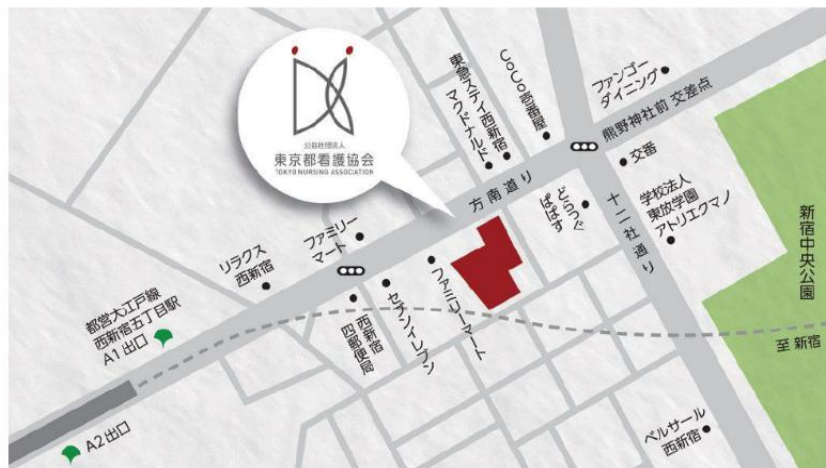 公益社団法人
東京都看護協会
TOKYO NURSING ASSOCIATION
東急ステイ西新宿
マクドナルド
CoCo壱番屋
ファンゴー
ダイニング
熊野神社前 交差点
交番
学校法人
東放学園
アトリエクマノ
新宿中央公園
方南通り
どらっぐ
ぱぱす
十二社通り
ファミリー
マート
リラクス
西新宿
都営大江戸線
西新宿五丁目駅
A1出口
ファミリーマート
セブンイレブン
西新宿
四郵便局
至 新宿
A2出口
ベルサール
西新宿